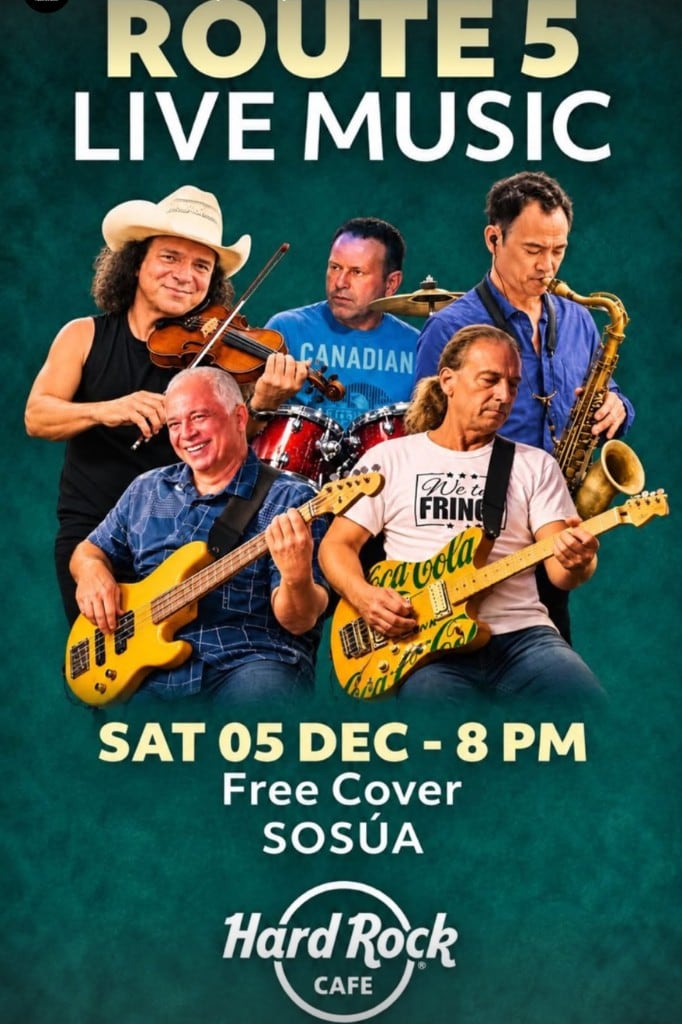 ROUTE 5
LIVE MUSIC
CANADIAN
We
FRINGE
Coca Cola
Coca-Cola
SAT 05 DEC - 8 PM
Free Cover
SOSÚA
Hard Rock
®
CAFE